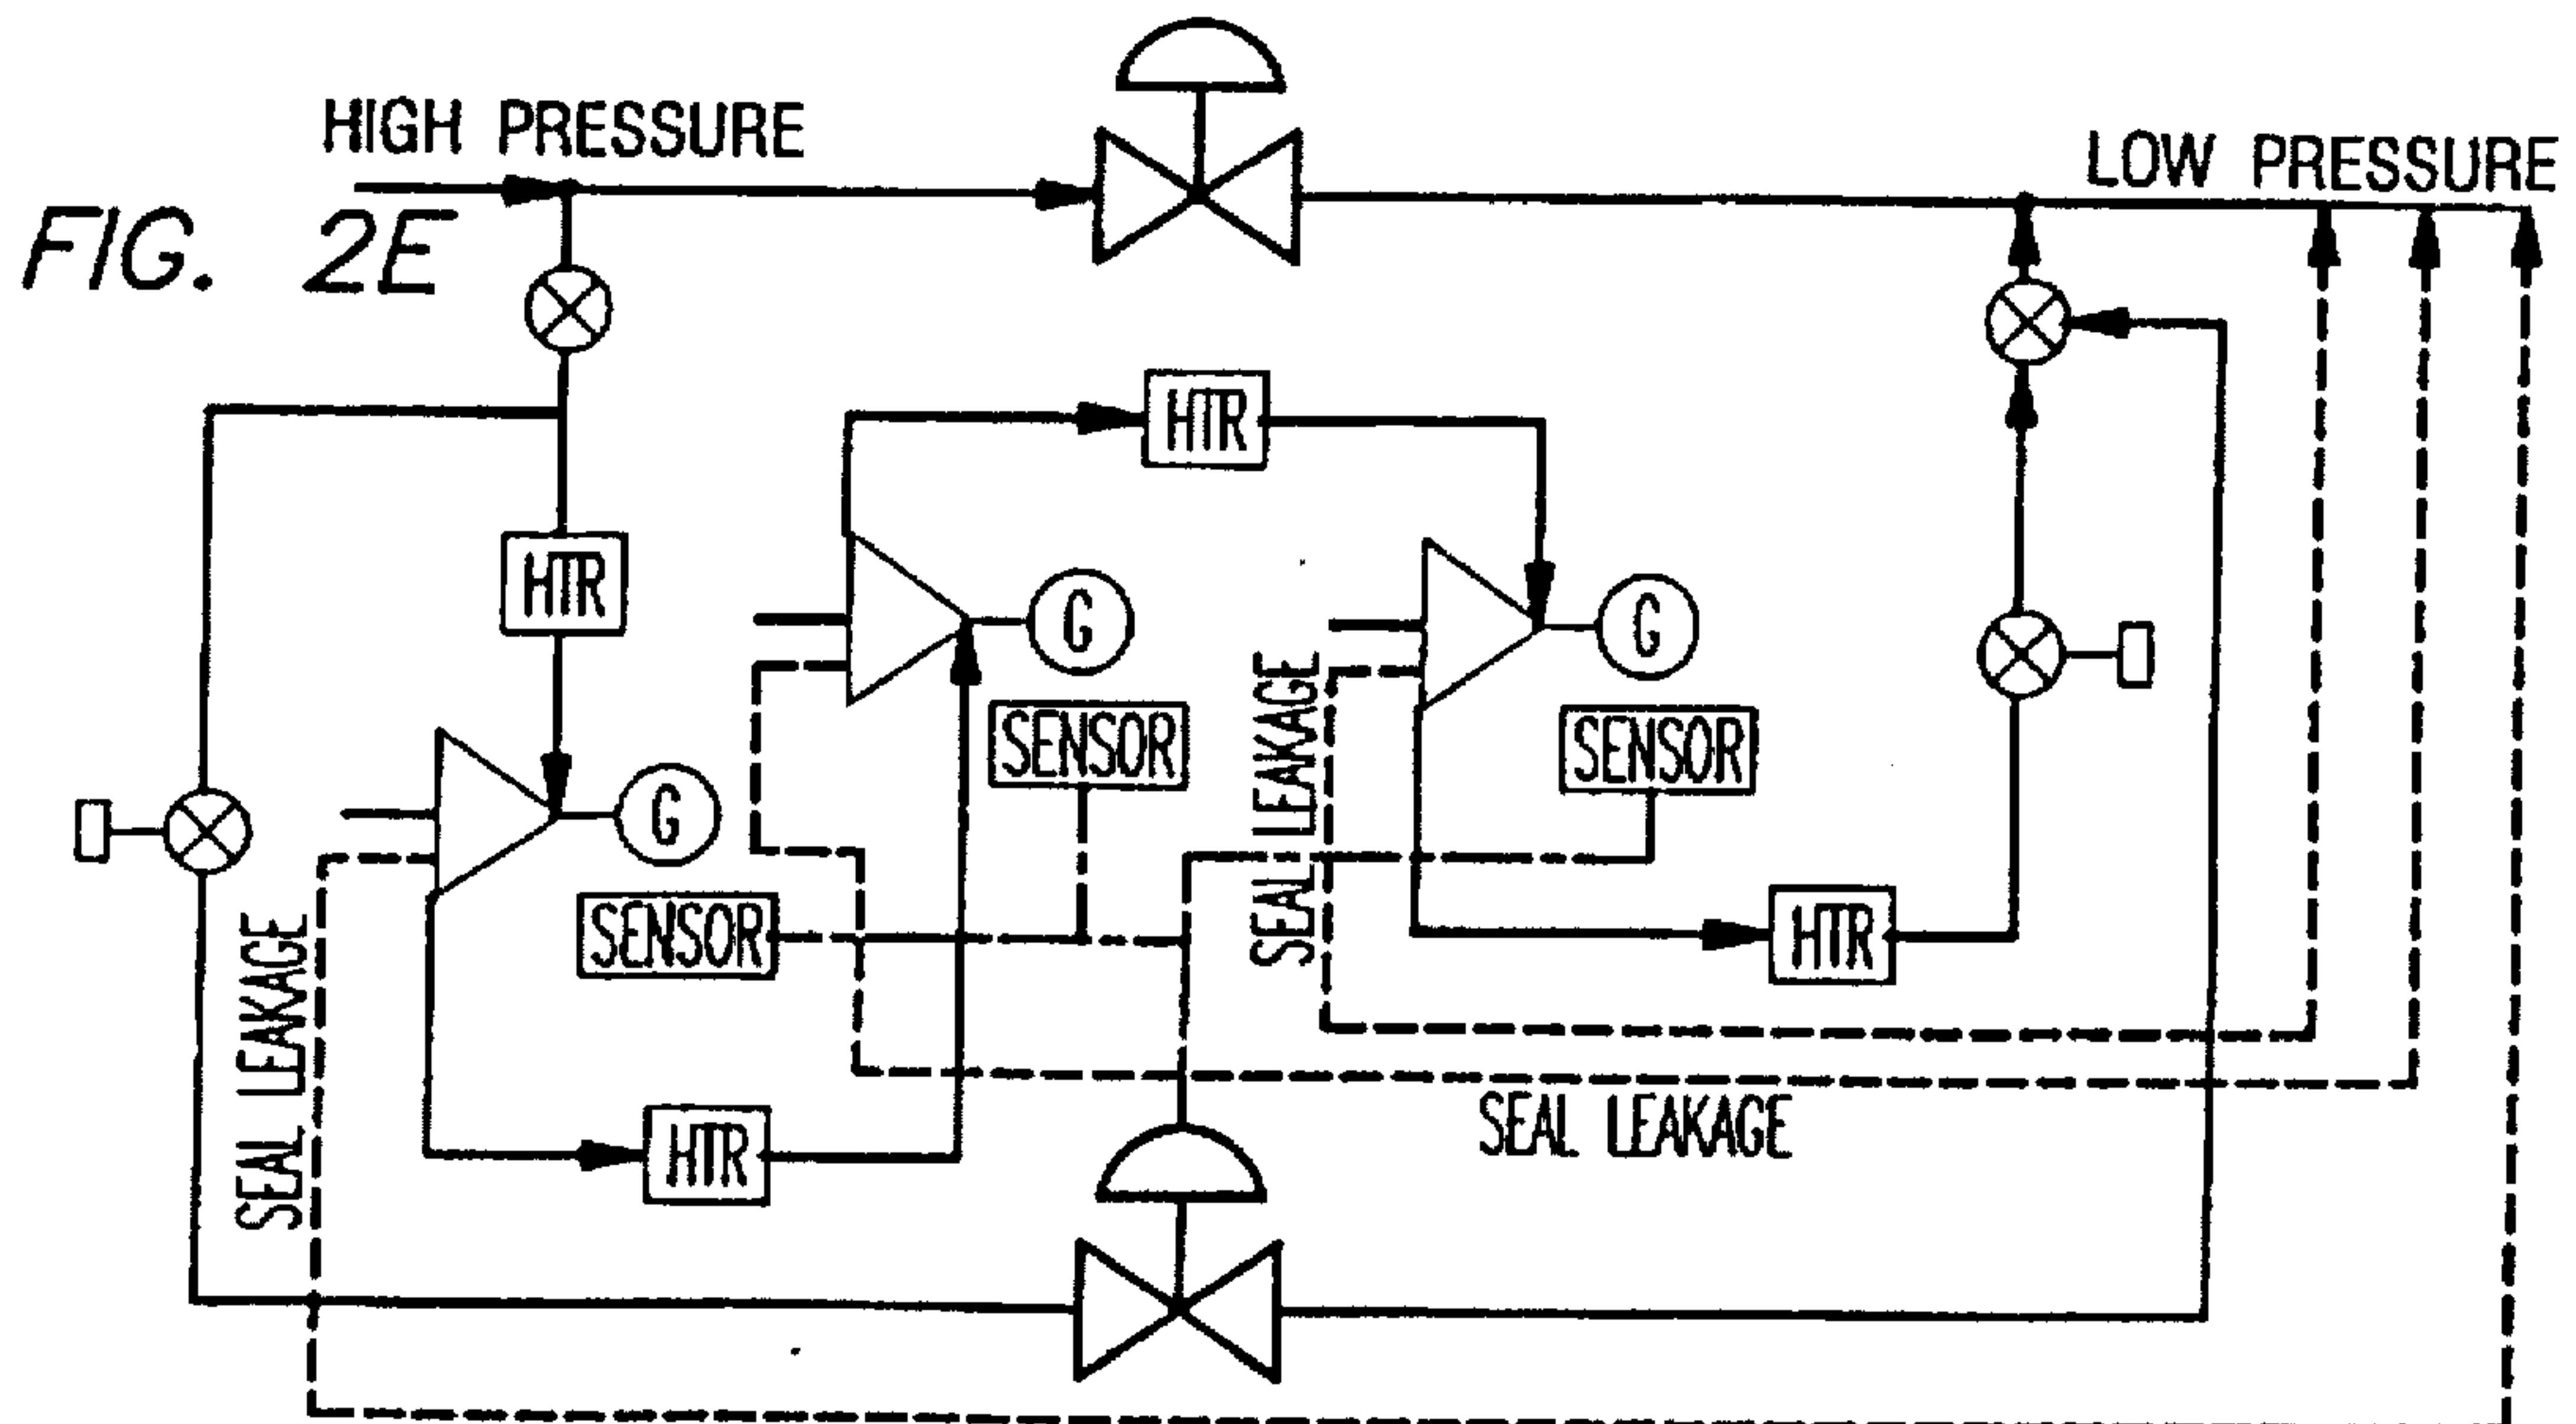 HIGH PRESSURE
LOW PRESSURE
FIG. 2E
HTR
HTR
G
G
SENSOR
SENSOR
G
SENSOR
SEAL LEAKAGE
SEAL LEAKAGE
HTR
SEAL LEAKAGE
HTR